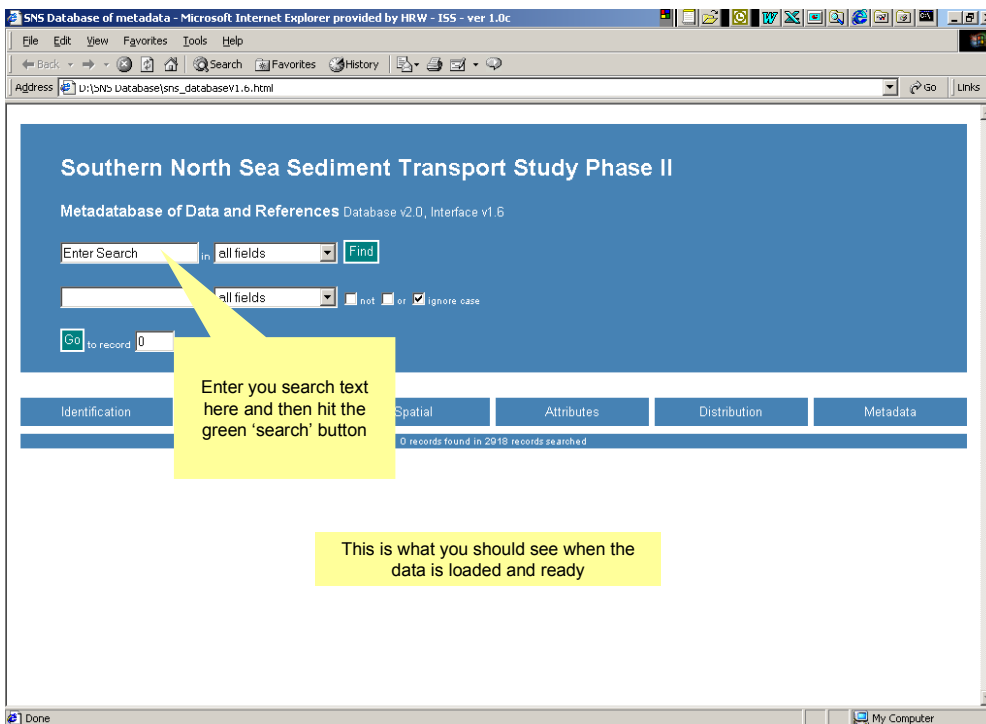 SNS Database of metadata - Microsoft Internet Explorer provided by HRW - ISS - ver 1.0c
File Edit View Favorites Tools Help
Back Search Favorites History
Address D:\SNS Database\sns_databaseV1.6.html Go Links
Southern North Sea Sediment Transport Study Phase II
Metadatabase of Data and References Database v2.0, Interface v1.6
Enter Search in all fields Find
all fields not or ignore case
Go to record 0
Enter you search text
here and then hit the
green ‘search’ button
Identification Spatial Attributes Distribution Metadata
0 records found in 2918 records searched
This is what you should see when the
data is loaded and ready
Done My Computer